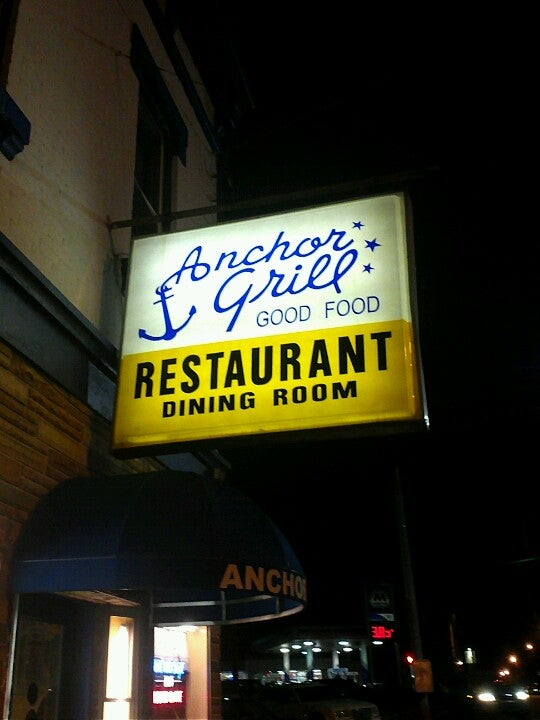 Anchor
Grill
GOOD FOOD
RESTAURANT
DINING ROOM
ANCHOR